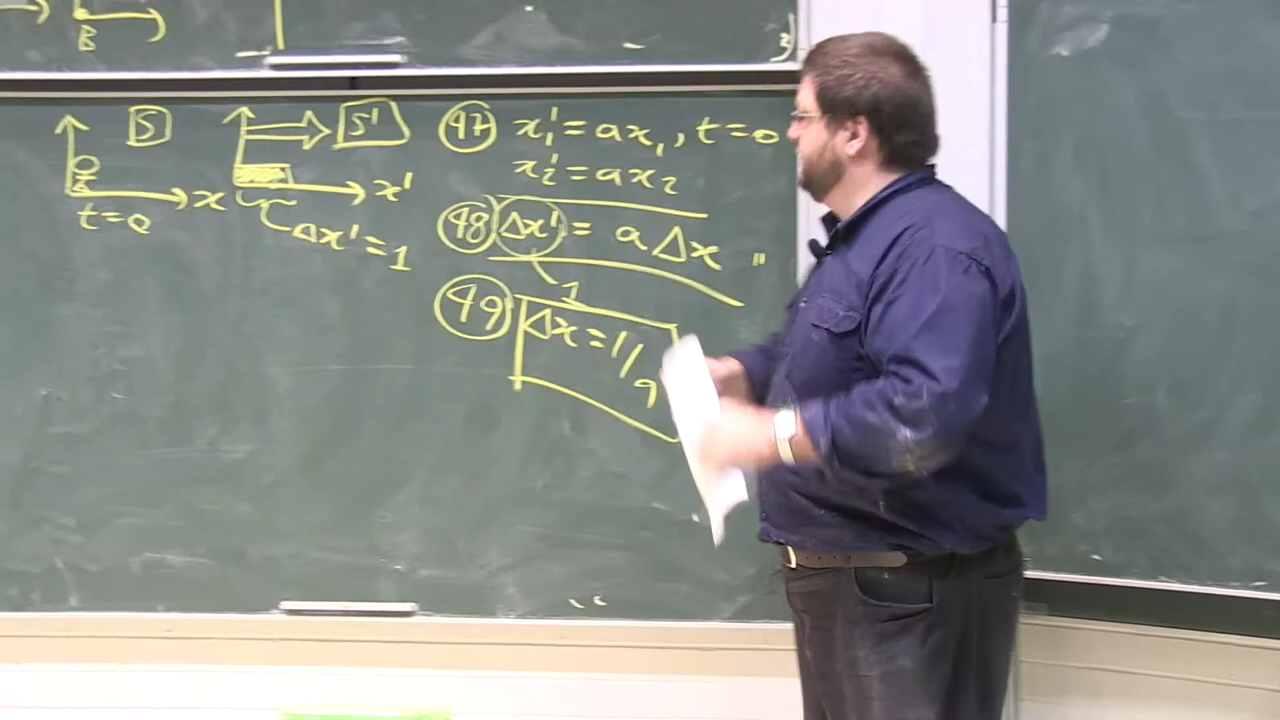 B
S
S'
t=0
x
x'
Δx'=1
(47) x₁'=ax₁, t=0
x₂'=ax₂
(48) Δx'= aΔx "
1
(49) Δx=1/a